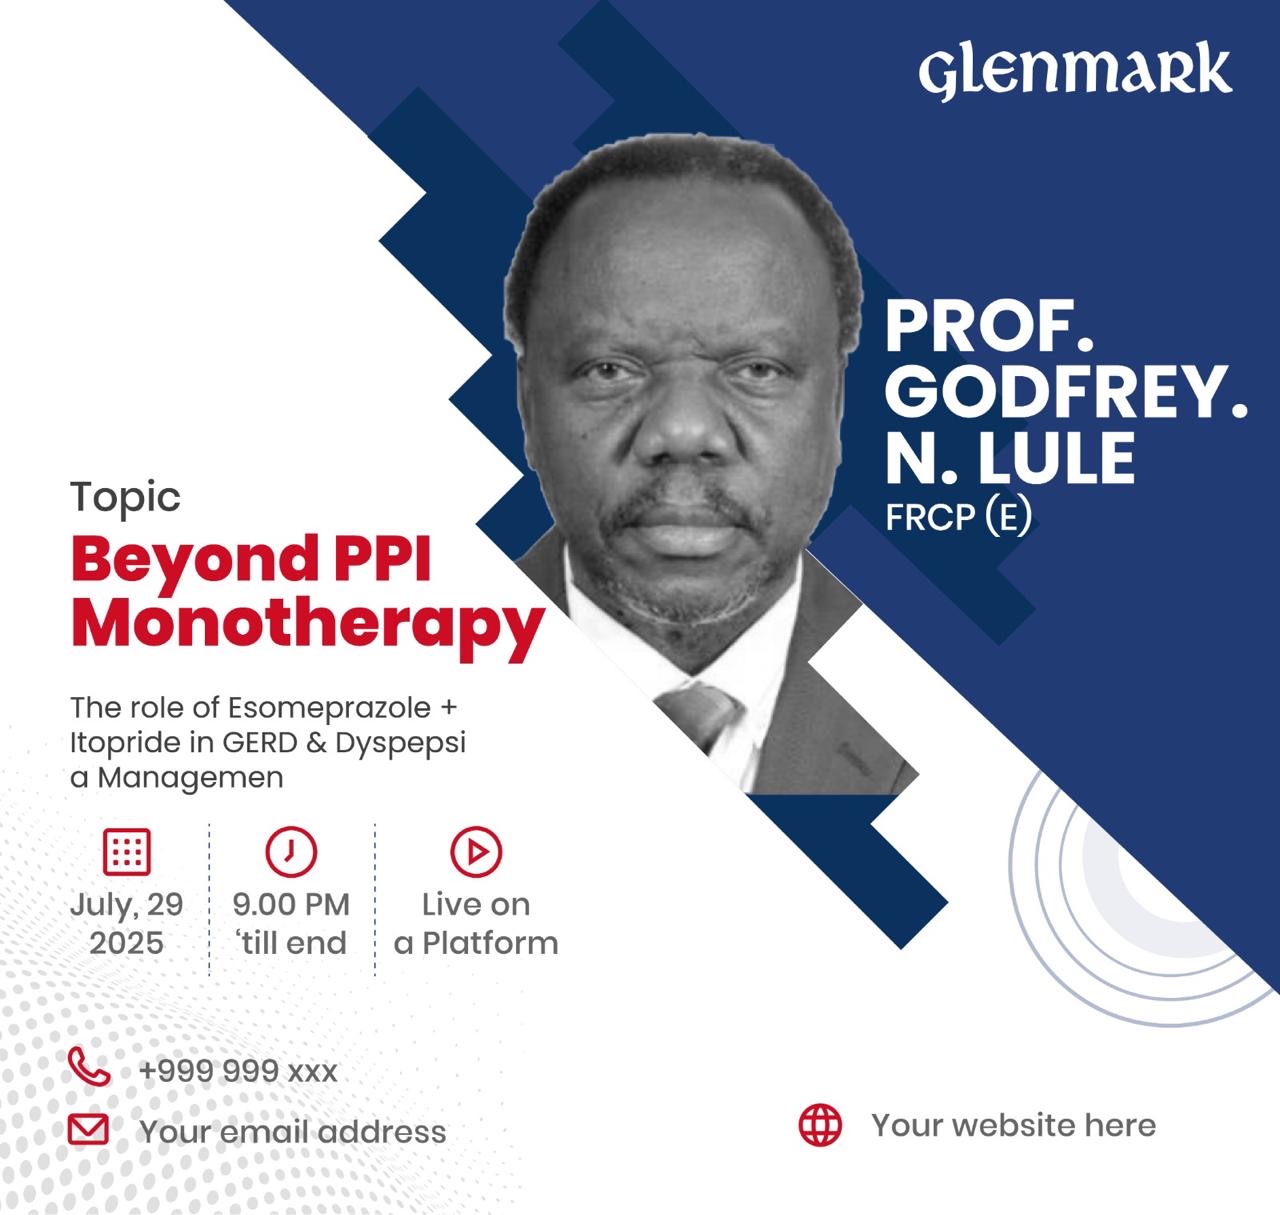 glenmark
PROF.
GODFREY.
N. LULE
FRCP (E)
Topic
Beyond PPI
Monotherapy
The role of Esomeprazole +
Itopride in GERD & Dyspepsi
a Managemen
July, 29
2025
9.00 PM
‘till end
Live on
a Platform
+999 999 xxx
Your email address
Your website here